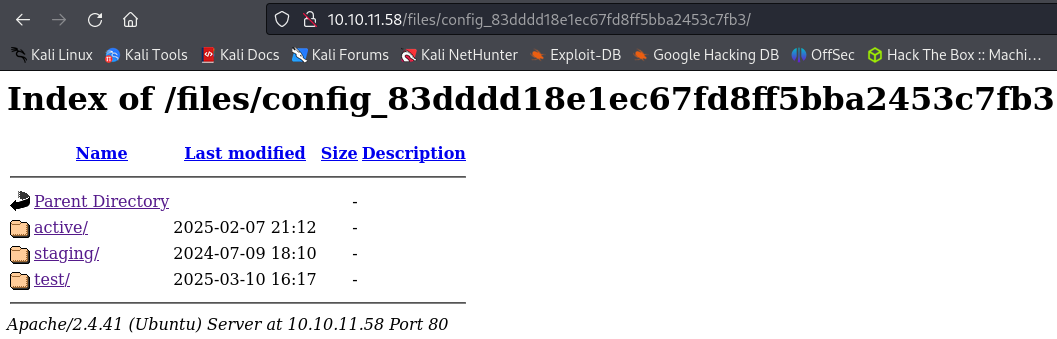 10.10.11.58/files/config_83dddd18e1ec67fd8ff5bba2453c7fb3/
Kali Linux Kali Tools Kali Docs Kali Forums Kali NetHunter Exploit-DB Google Hacking DB OffSec Hack The Box :: Machi...
Index of /files/config_83dddd18e1ec67fd8ff5bba2453c7fb3
Name Last modified Size Description
Parent Directory -
active/ 2025-02-07 21:12 -
staging/ 2024-07-09 18:10 -
test/ 2025-03-10 16:17 -
Apache/2.4.41 (Ubuntu) Server at 10.10.11.58 Port 80